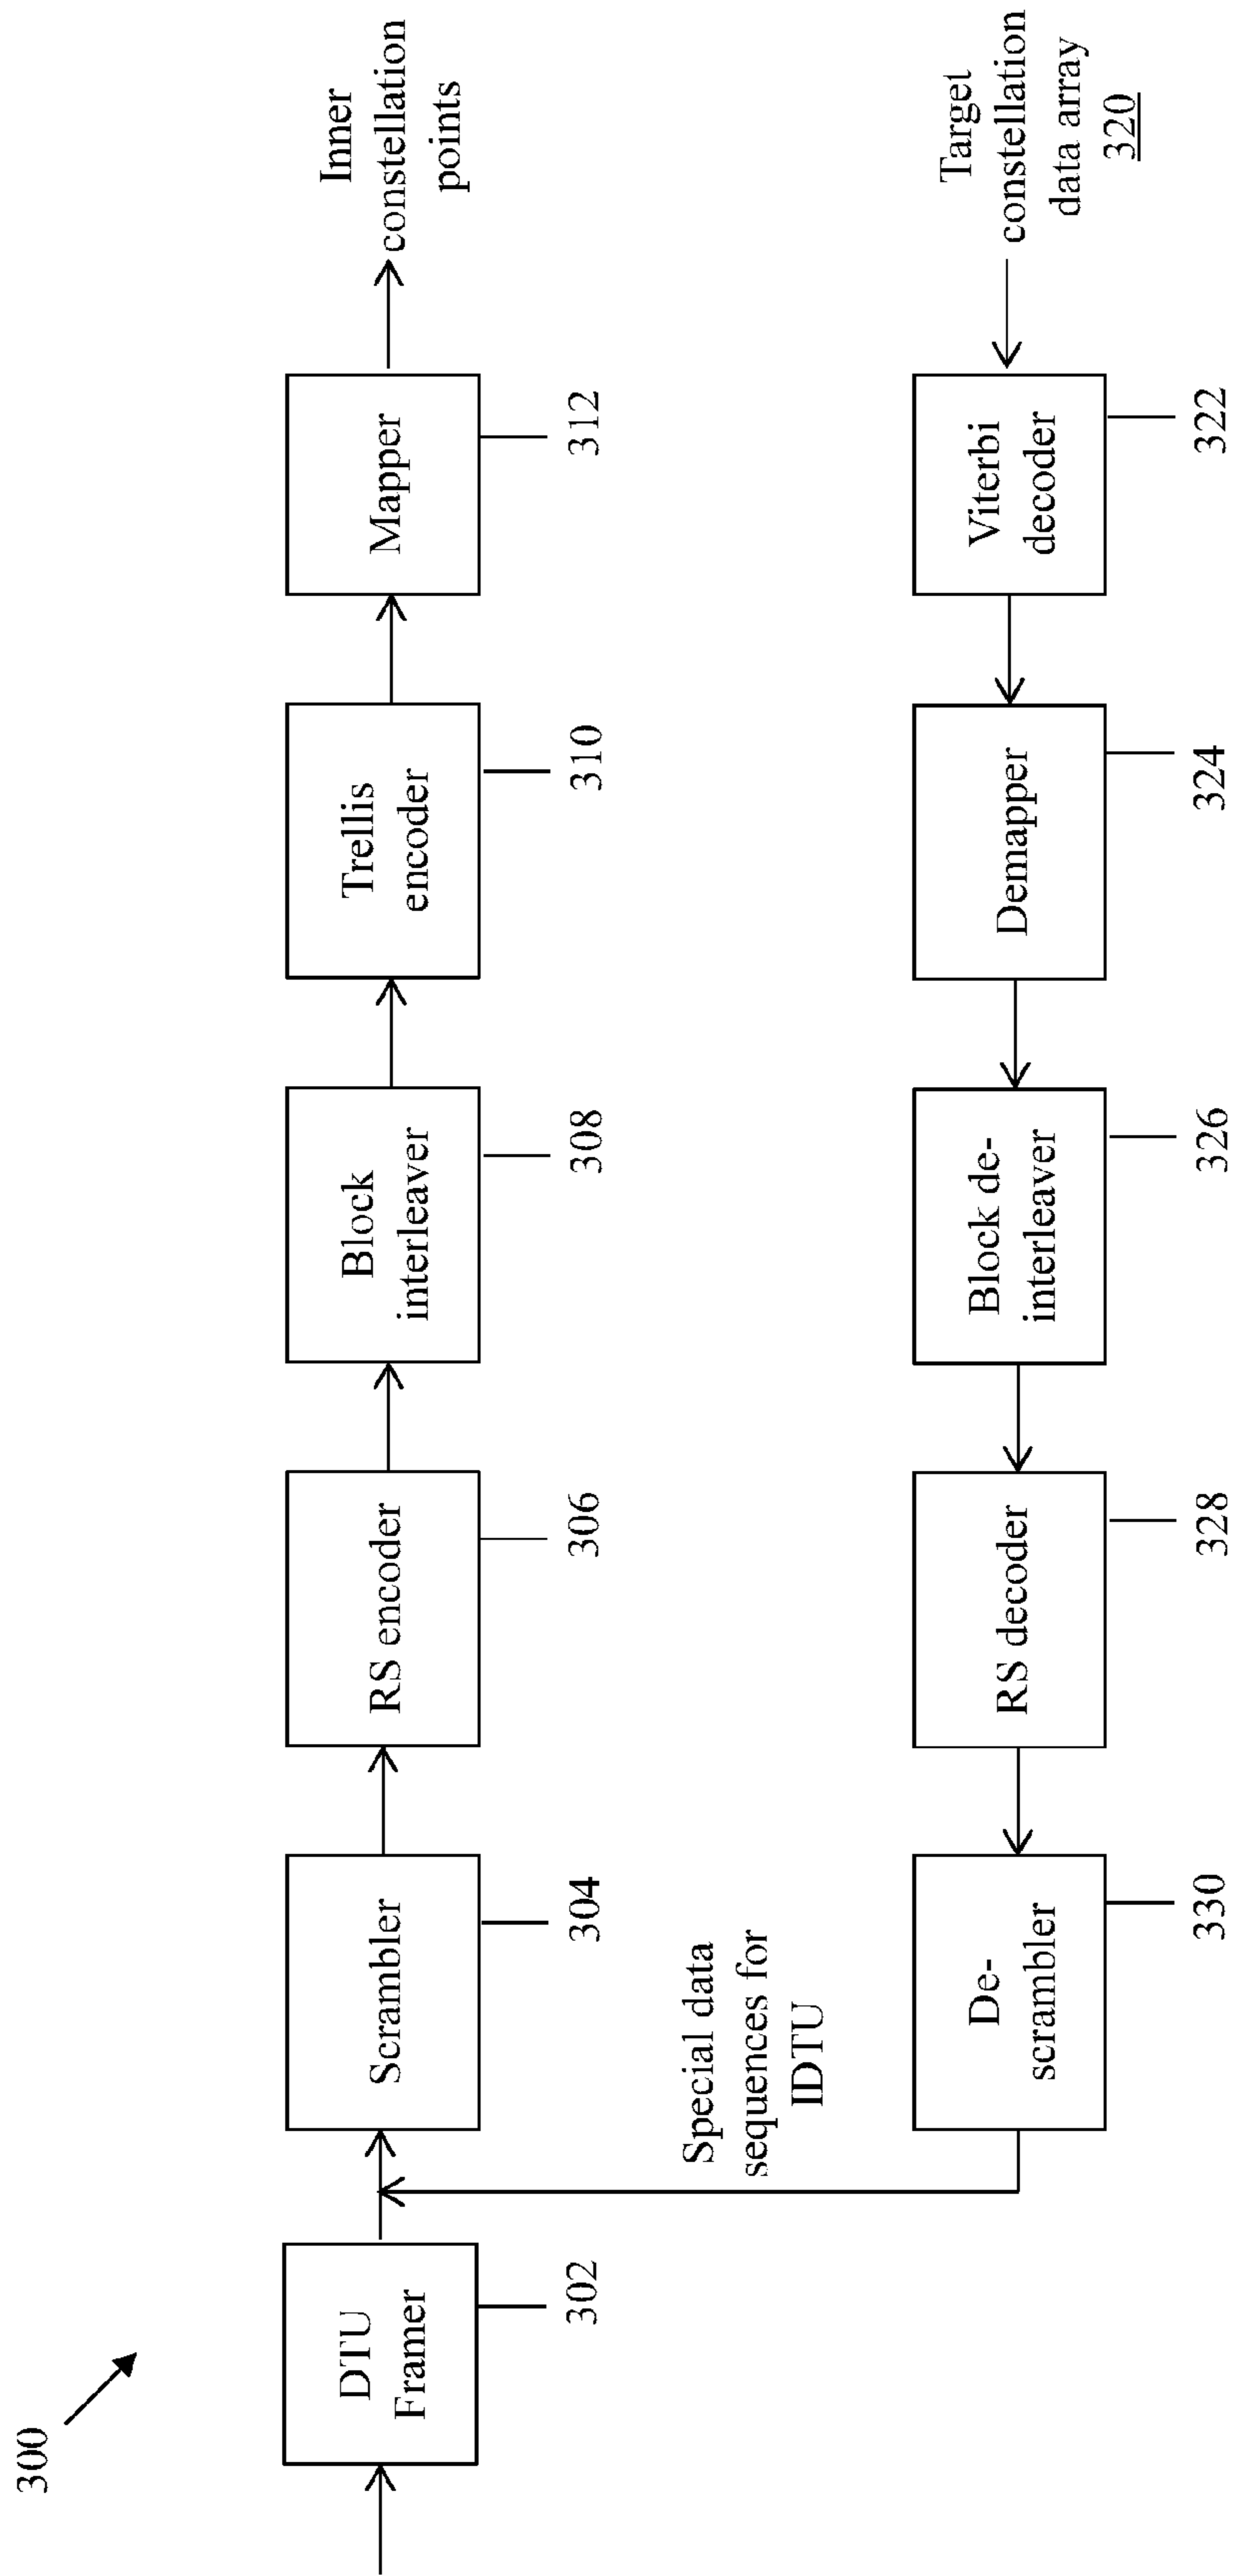 300
DTU
Framer
302
Scrambler
304
RS encoder
306
Block
interleaver
308
Trellis
encoder
310
Mapper
312
Inner
constellation
points
Special data
sequences for
IDTU
De-
scrambler
330
RS decoder
328
Block de-
interleaver
326
Demapper
324
Viterbi
decoder
322
Target
constellation
data array
320